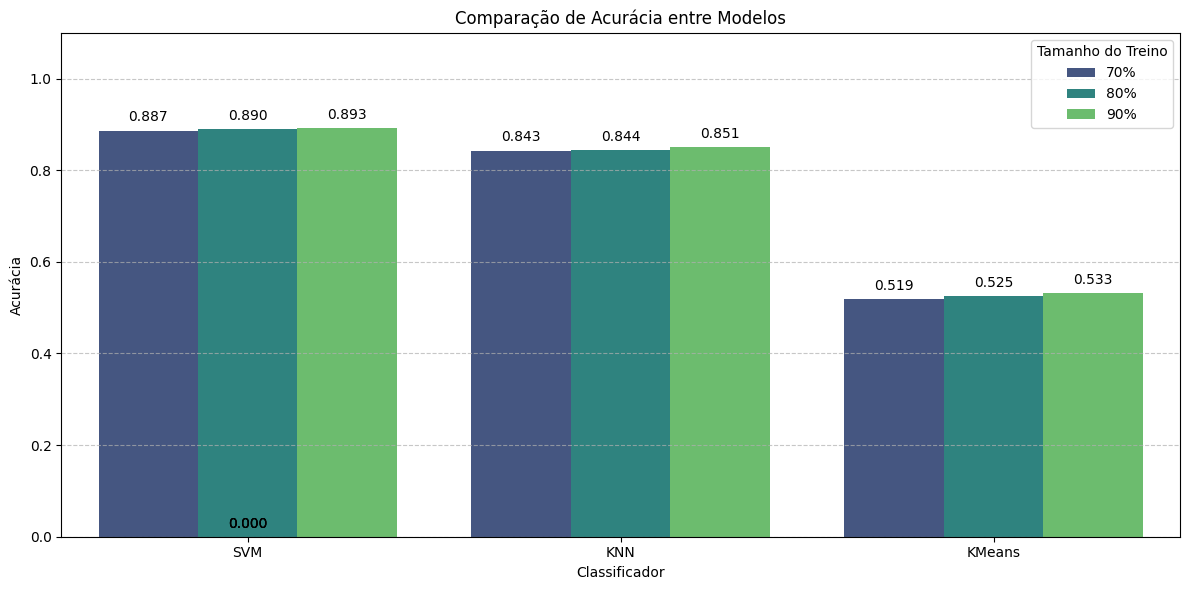 Comparação de Acurácia entre Modelos
Tamanho do Treino
70%
80%
90%
Acurácia
1.0
0.8
0.6
0.4
0.2
0.0
0.887
0.890
0.893
0.843
0.844
0.851
0.519
0.525
0.533
0.000
SVM
KNN
KMeans
Classificador